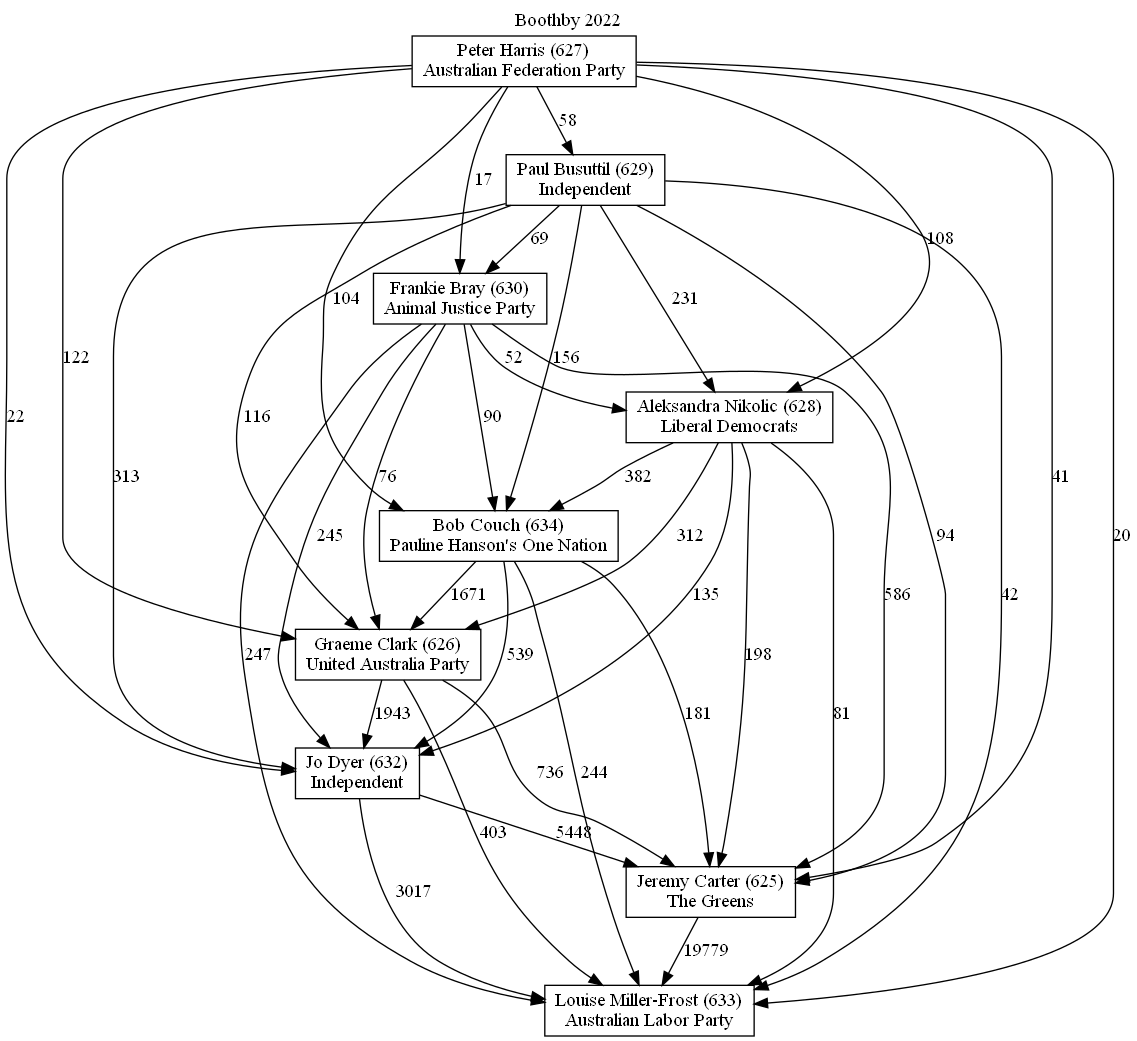 Boothby 2022
Peter Harris (627)
Australian Federation Party
58
Paul Busuttil (629)
Independent
17
69
108
Frankie Bray (630)
Animal Justice Party
104
231
122
156
52
Aleksandra Nikolic (628)
Liberal Democrats
22
116
90
313
76
382
41
Bob Couch (634)
Pauline Hanson's One Nation
245
312
94
20
1671
135
586
42
Graeme Clark (626)
United Australia Party
247
539
198
1943
181
81
Jo Dyer (632)
Independent
736
244
403
5448
Jeremy Carter (625)
The Greens
3017
19779
Louise Miller-Frost (633)
Australian Labor Party